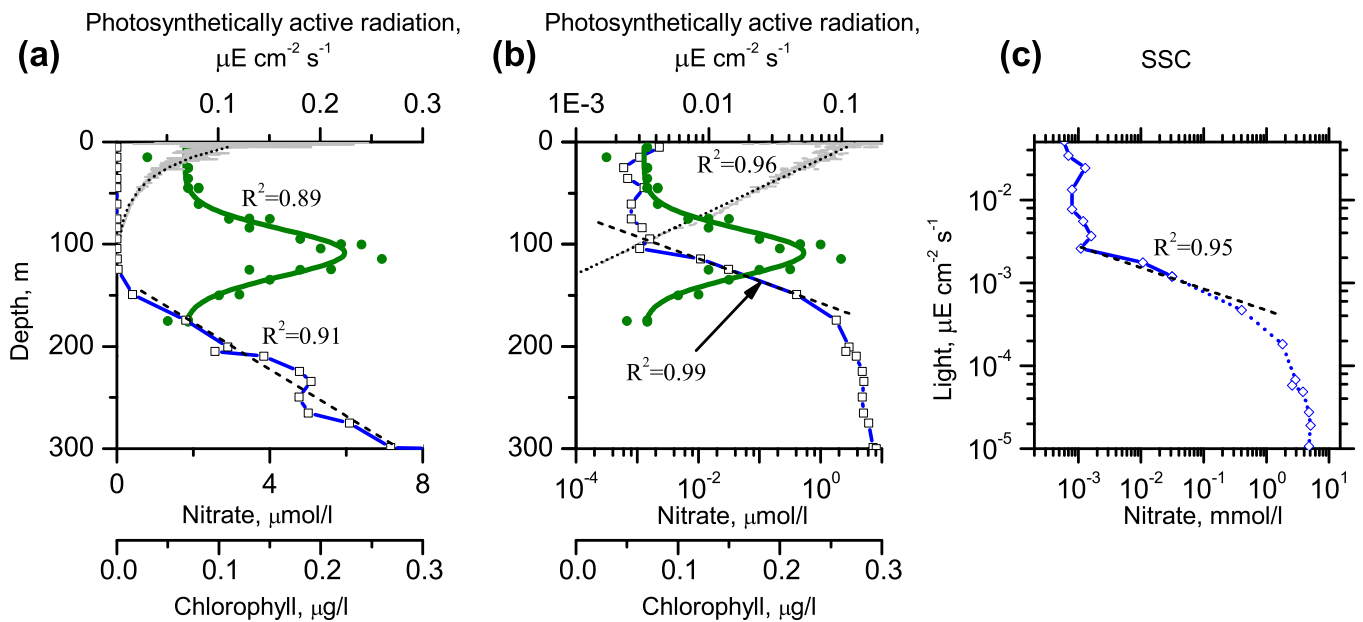 Photosynthetically active radiation,
(a) µE cm⁻² s⁻¹
0.1 0.2 0.3
0
100
200
300
Depth, m
R²=0.89
R²=0.91
0 4 8
Nitrate, µmol/l
0.0 0.1 0.2 0.3
Chlorophyll, µg/l
Photosynthetically active radiation,
(b) µE cm⁻² s⁻¹
1E-3 0.01 0.1
0
100
200
300
R²=0.96
R²=0.99
10⁻⁴ 10⁻² 10⁰
Nitrate, µmol/l
0.0 0.1 0.2 0.3
Chlorophyll, µg/l
(c) SSC
10⁻²
10⁻³
10⁻⁴
10⁻⁵
Light, µE cm⁻² s⁻¹
R²=0.95
10⁻³ 10⁻² 10⁻¹ 10⁰ 10¹
Nitrate, mmol/l